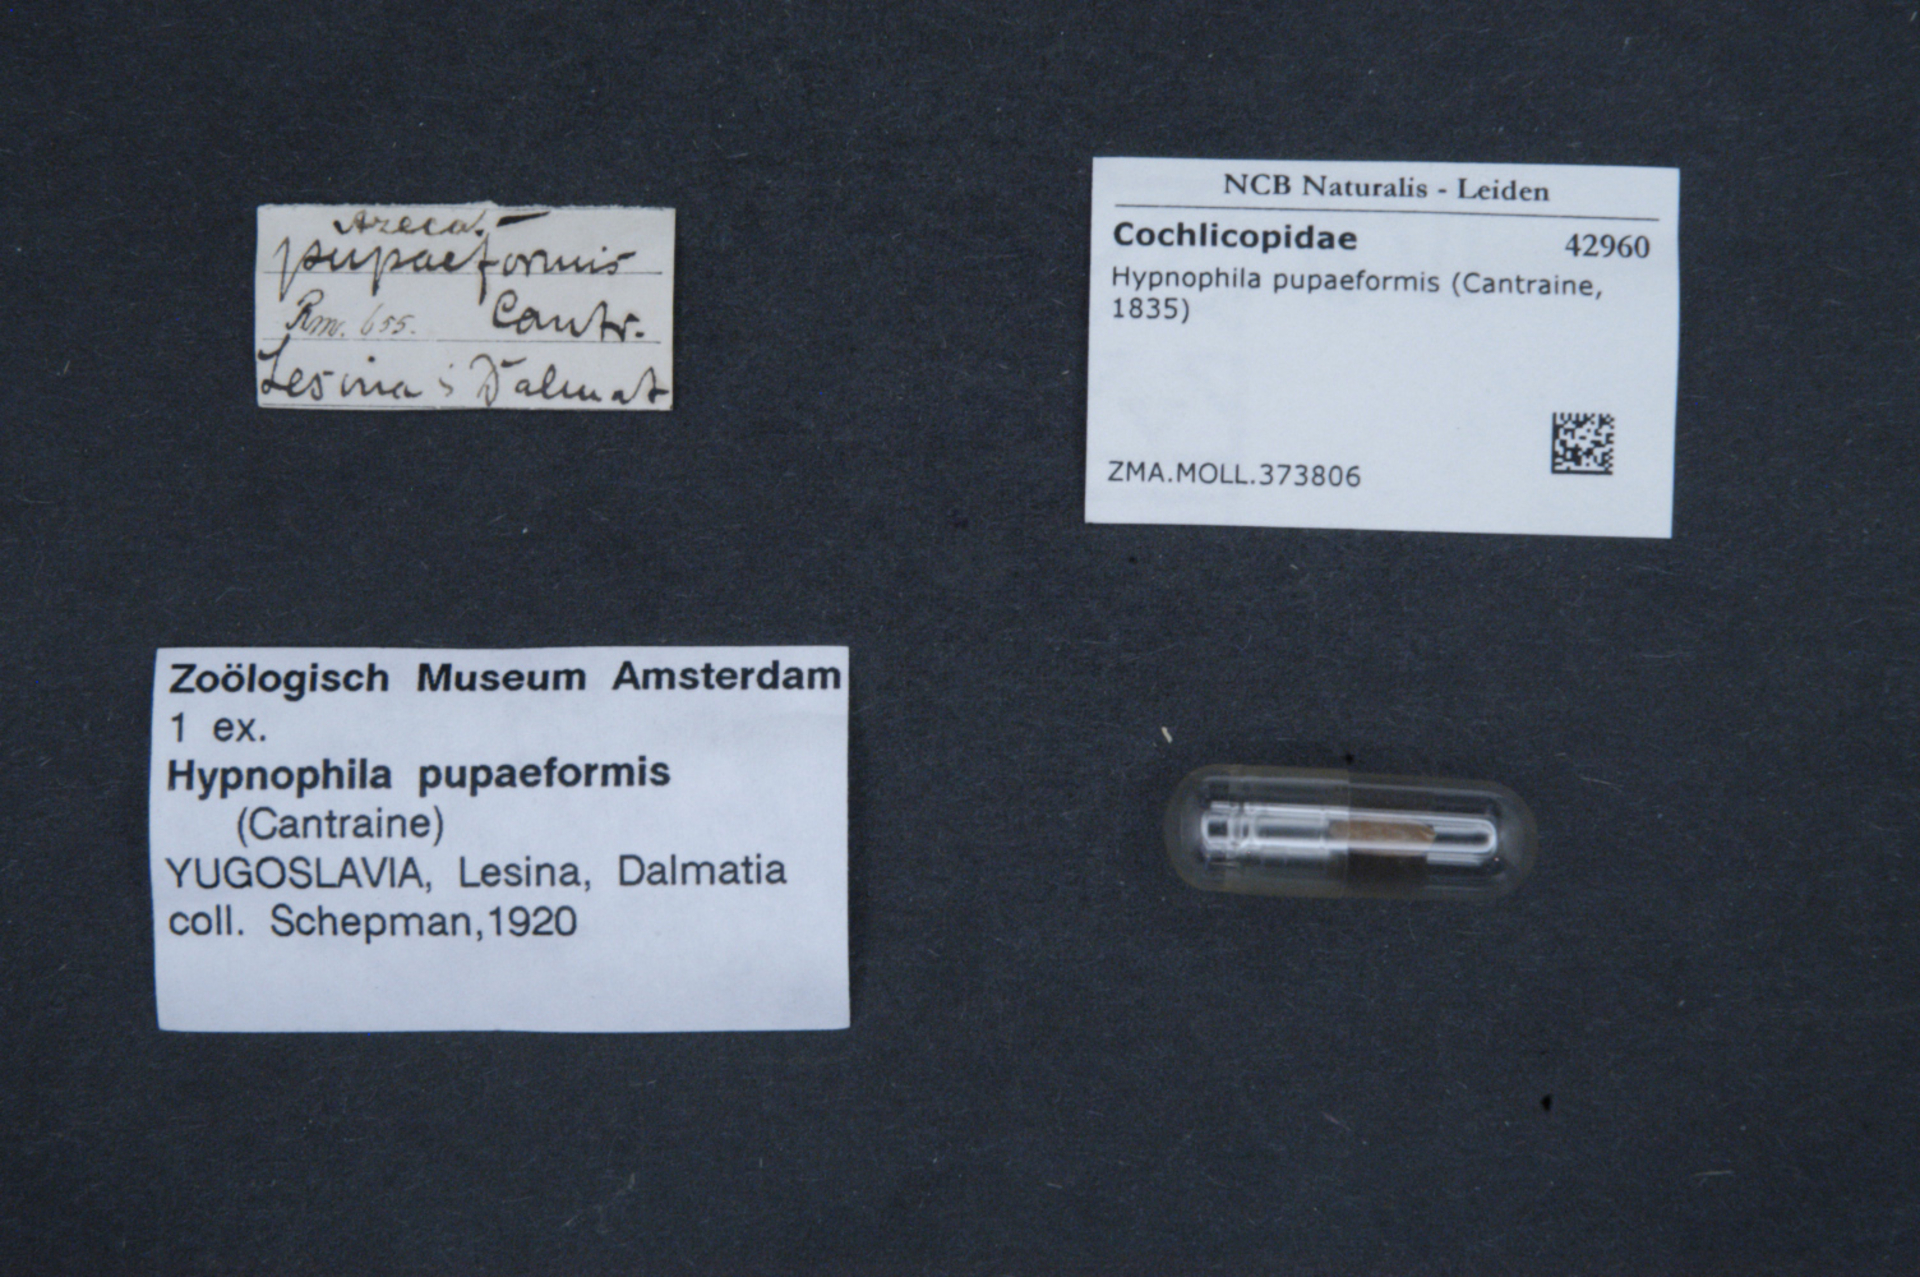 Azeca.
pupaeformis
Rm. 655. Cantr.
Lesina Dalmat
NCB Naturalis - Leiden
Cochlicopidae 42960
Hypnophila pupaeformis (Cantraine,
1835)
ZMA.MOLL.373806
Zoölogisch Museum Amsterdam
1 ex.
Hypnophila pupaeformis
(Cantraine)
YUGOSLAVIA, Lesina, Dalmatia
coll. Schepman,1920